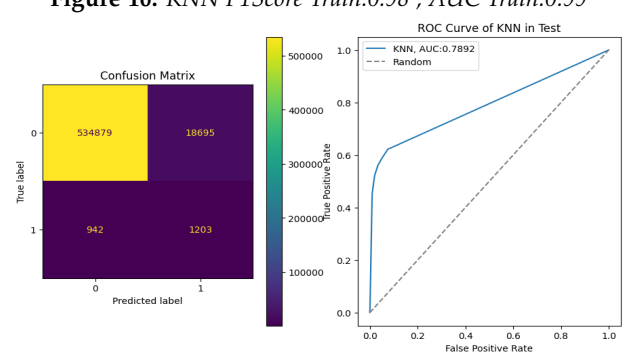 Figure 16: KNN F1Score Train:0.98 , AUC Train:0.99
Confusion Matrix
534879
18695
942
1203
0
1
True label
0
1
Predicted label
500000
400000
300000
200000
100000
ROC Curve of KNN in Test
KNN, AUC:0.7892
Random
1.0
0.8
0.6
0.4
0.2
0.0
True Positive Rate
0.0
0.2
0.4
0.6
0.8
1.0
False Positive Rate